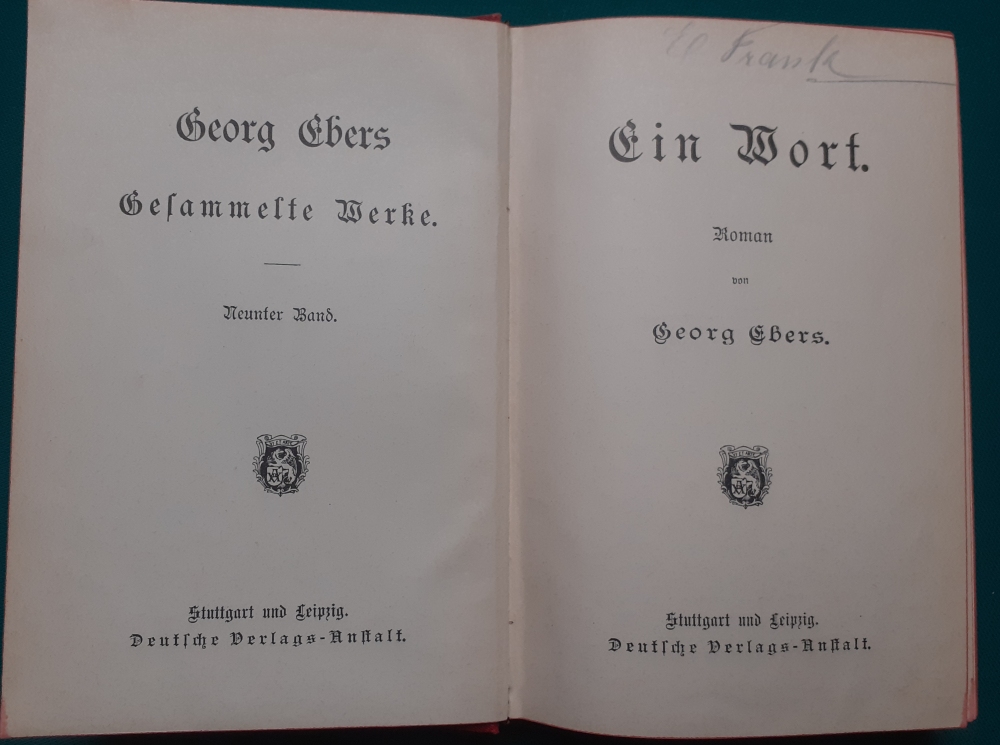 Georg Ebers
Geſammelte Werke.
Neunter Band.
Stuttgart und Leipzig.
Deutſche Verlags-Anſtalt.
Frank
Ein Wort.
Roman
von
Georg Ebers.
Stuttgart und Leipzig.
Deutſche Verlags-Anſtalt.